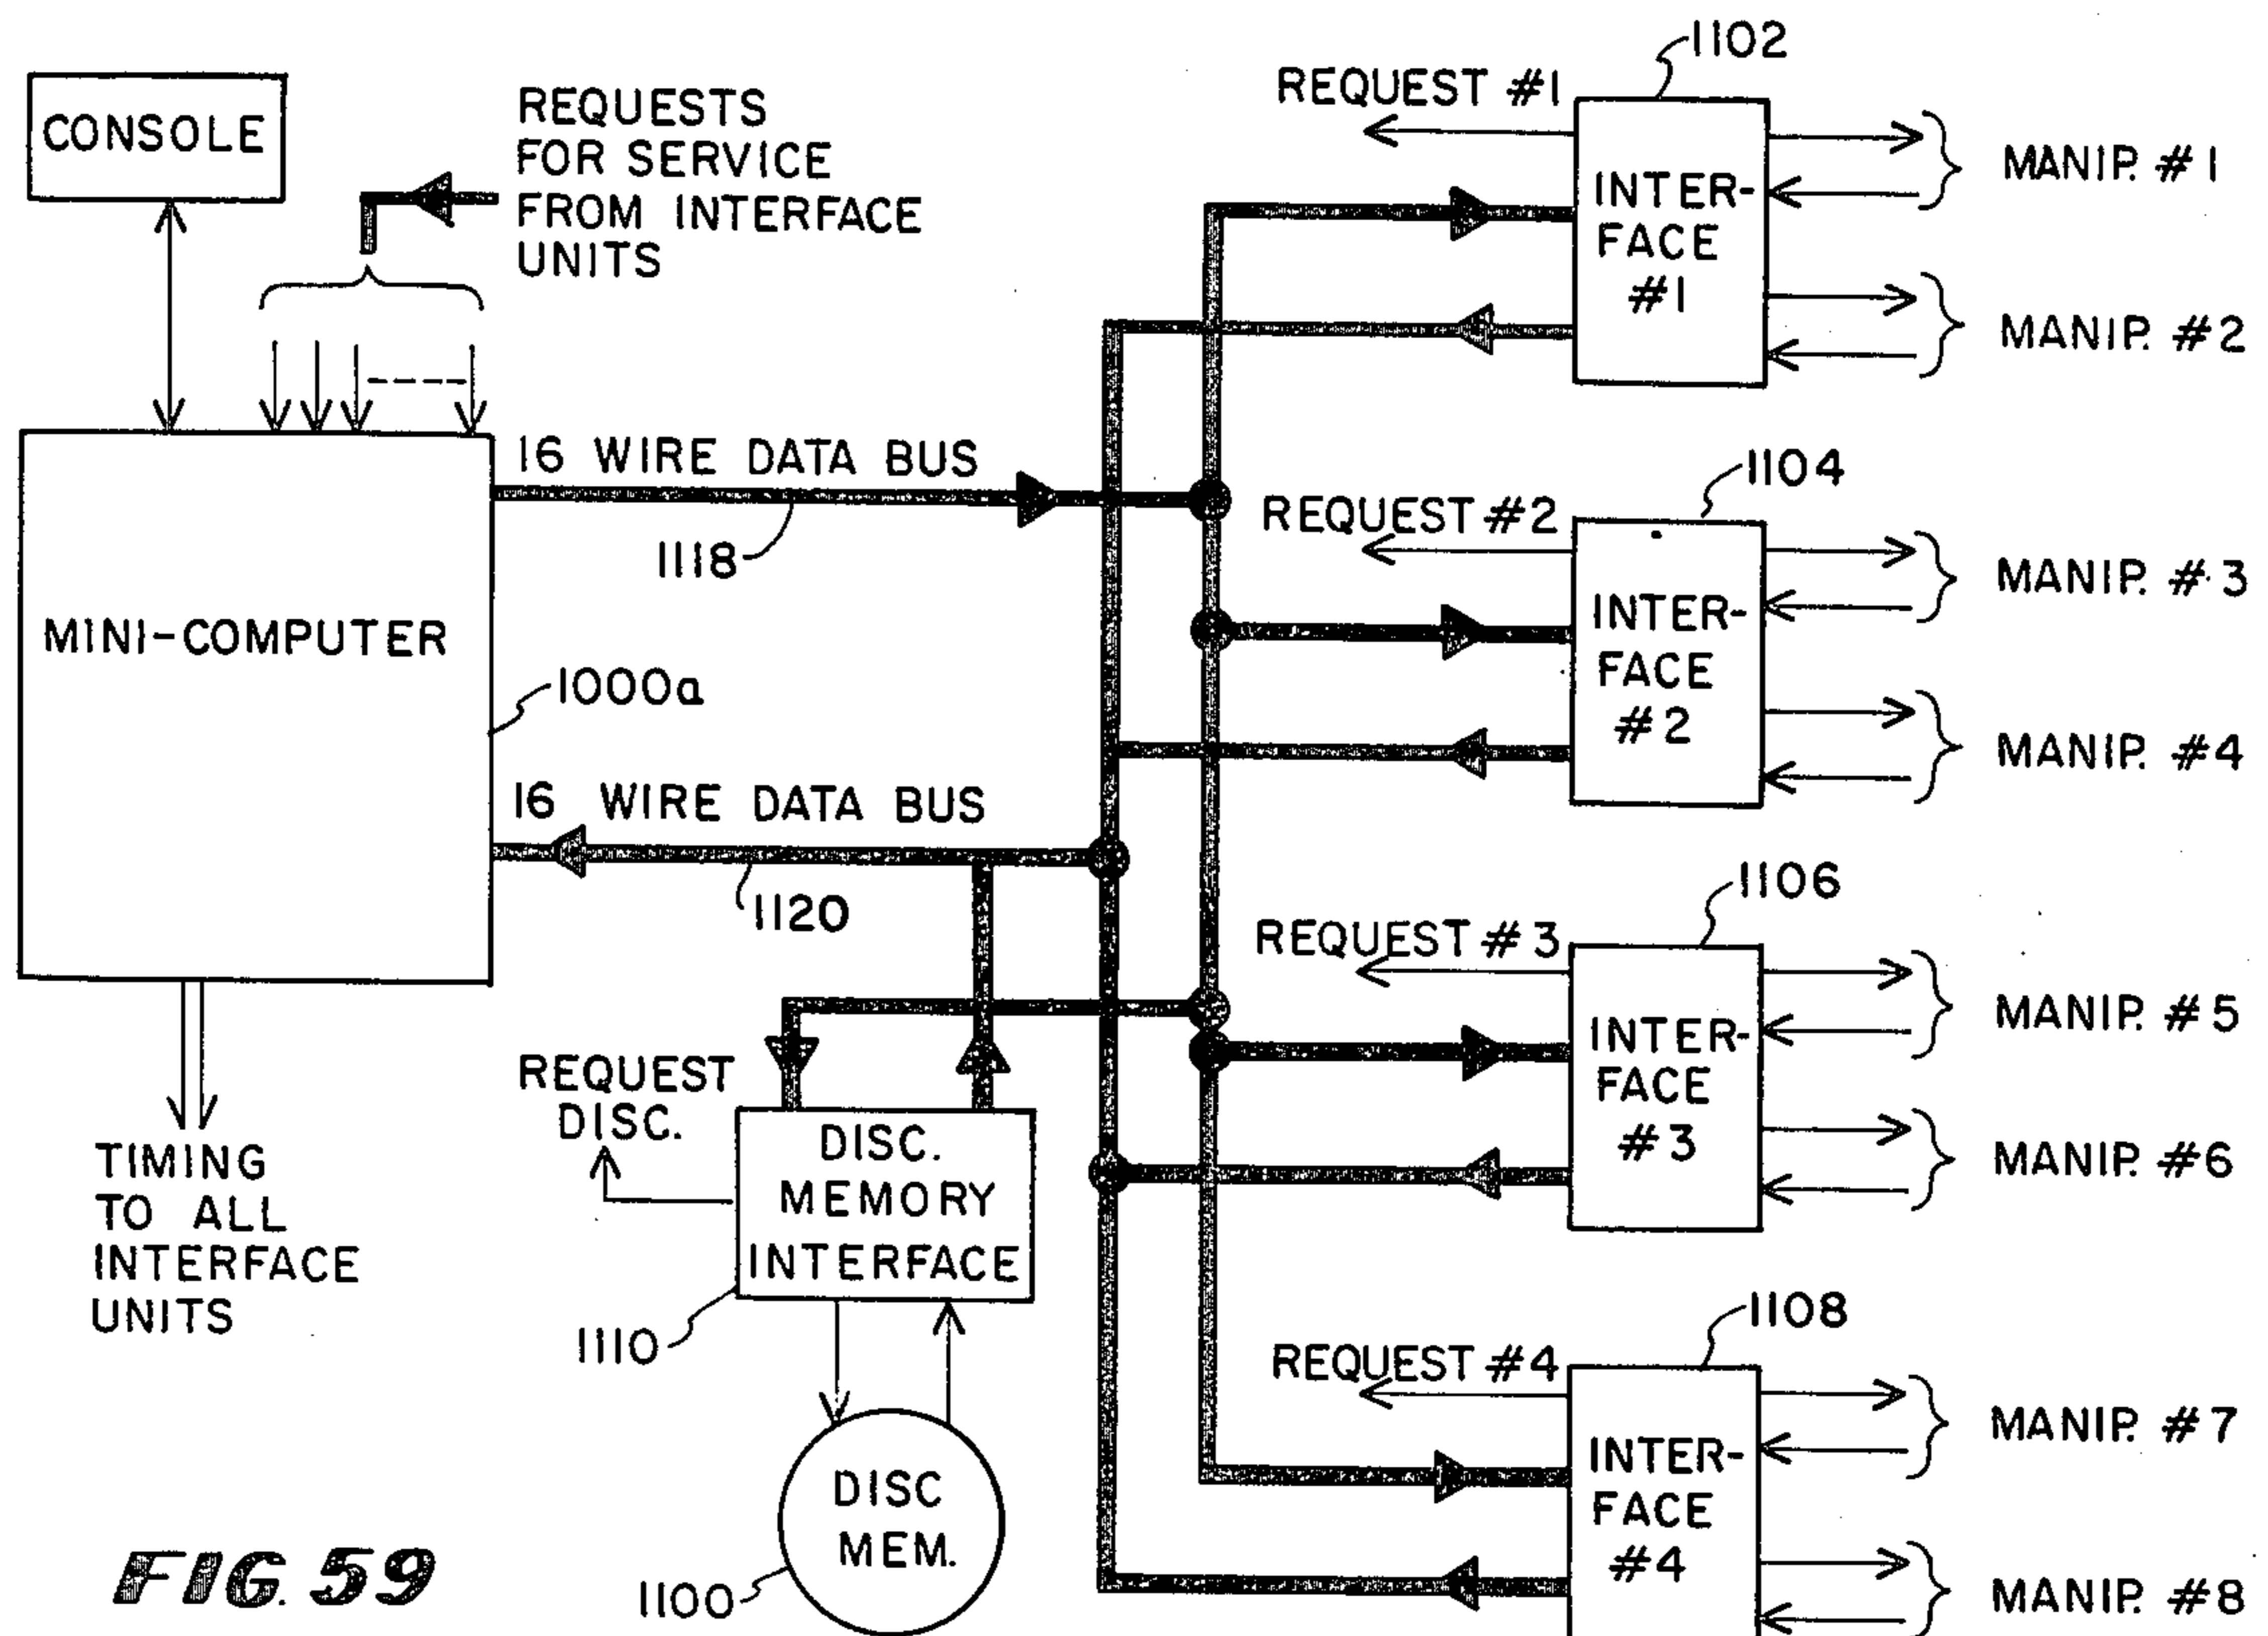 CONSOLE
REQUESTS
FOR SERVICE
FROM INTERFACE
UNITS
16 WIRE DATA BUS
1118
MINI-COMPUTER
1000a
16 WIRE DATA BUS
1120
TIMING
TO ALL
INTERFACE
UNITS
REQUEST
DISC.
DISC.
MEMORY
INTERFACE
1110
DISC
MEM.
1100
1102
REQUEST #1
INTER-
FACE
#1
MANIP. #1
MANIP. #2
1104
REQUEST #2
INTER-
FACE
#2
MANIP. #3
MANIP. #4
1106
REQUEST #3
INTER-
FACE
#3
MANIP. #5
MANIP. #6
1108
REQUEST #4
INTER-
FACE
#4
MANIP. #7
MANIP. #8
FIG. 59